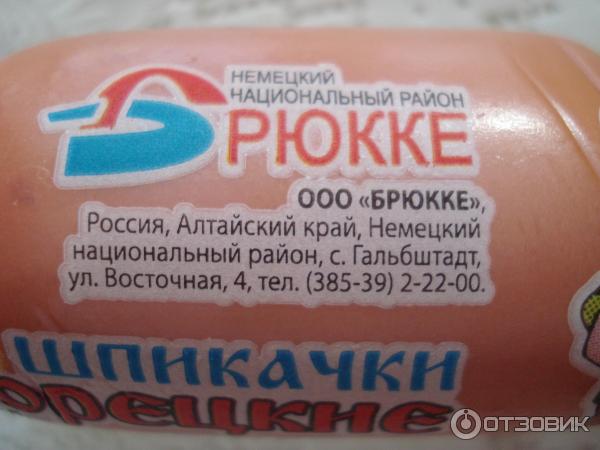 НЕМЕЦКИЙ
НАЦИОНАЛЬНЫЙ РАЙОН
БРЮККЕ
ООО «БРЮККЕ»,
Россия, Алтайский край, Немецкий
национальный район, с. Гальбштадт,
ул. Восточная, 4, тел. (385-39) 2-22-00.
ШПИКАЧКИ
ОРЕЦКИЕ
ОТЗОВИК